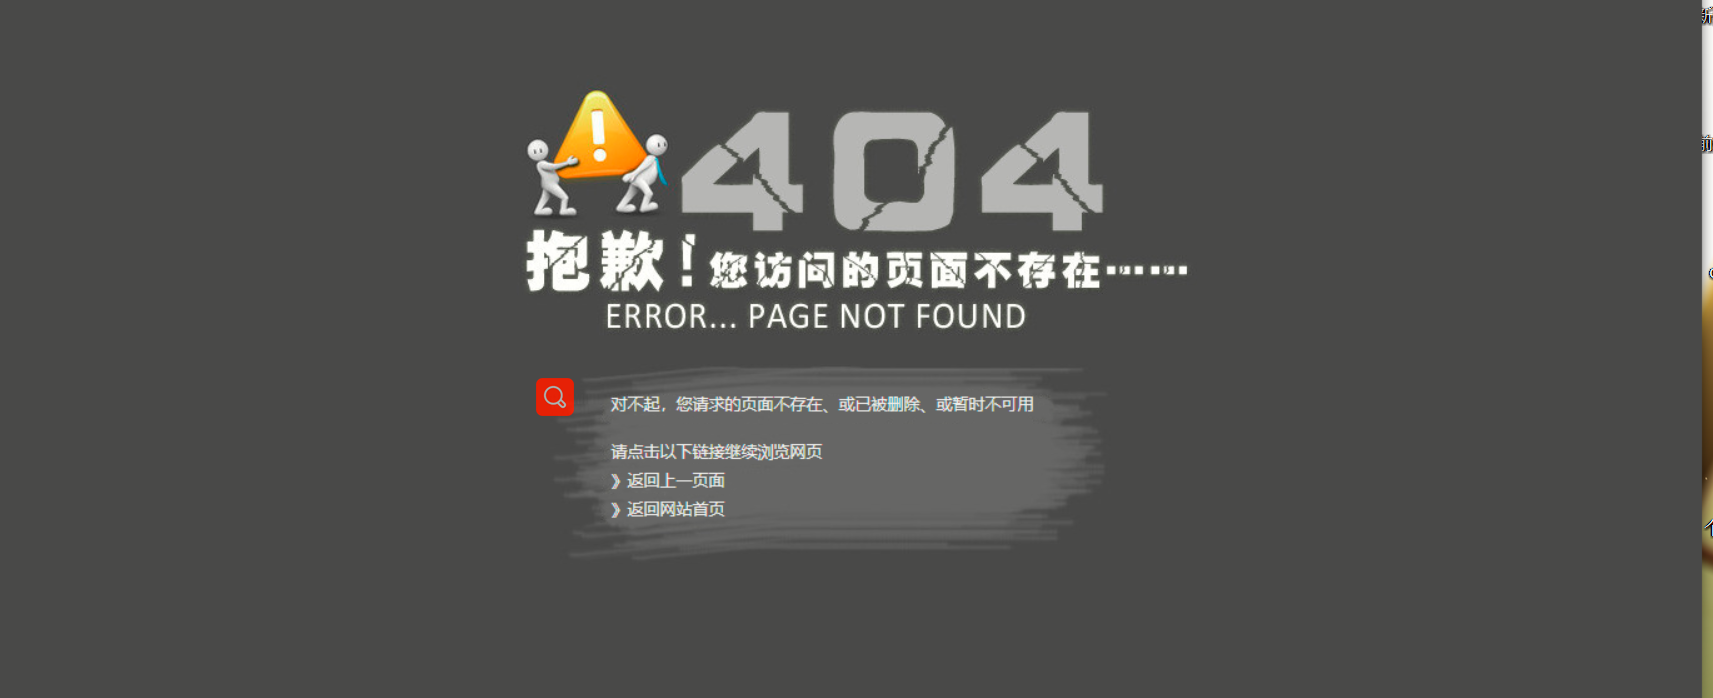 404
抱歉!您访问的页面不存在……
ERROR... PAGE NOT FOUND
对不起，您请求的页面不存在、或已被删除、或暂时不可用
请点击以下链接继续浏览网页
》返回上一页面
》返回网站首页